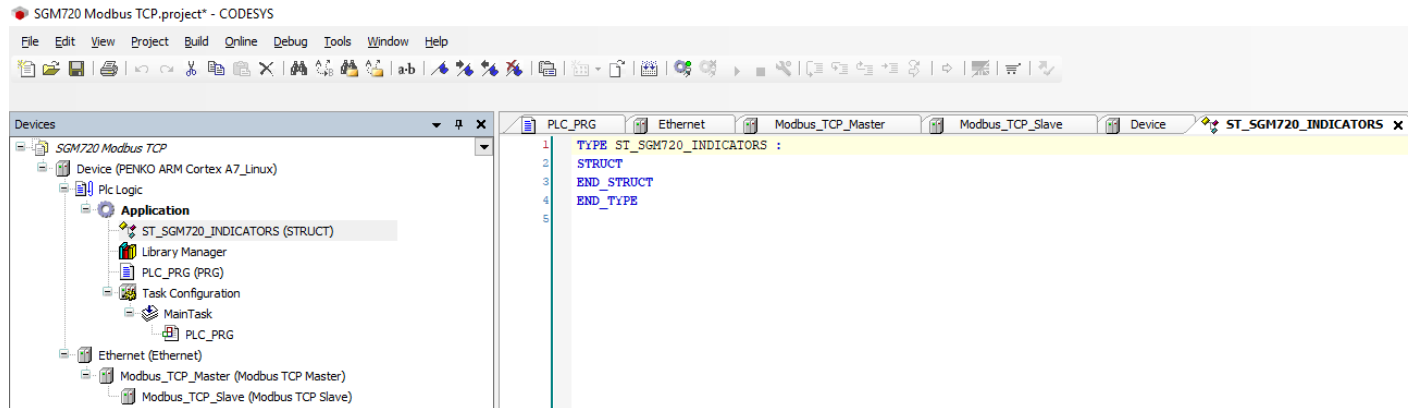 SGM720 Modbus TCP.project* - CODESYS
File Edit View Project Build Online Debug Tools Window Help
a·b
Devices
SGM720 Modbus TCP
Device (PENKO ARM Cortex A7_Linux)
Plc Logic
Application
ST_SGM720_INDICATORS (STRUCT)
Library Manager
PLC_PRG (PRG)
Task Configuration
MainTask
PLC_PRG
Ethernet (Ethernet)
Modbus_TCP_Master (Modbus TCP Master)
Modbus_TCP_Slave (Modbus TCP Slave)
PLC_PRG Ethernet Modbus_TCP_Master Modbus_TCP_Slave Device ST_SGM720_INDICATORS X
1 TYPE ST_SGM720_INDICATORS :
2 STRUCT
3 END_STRUCT
4 END_TYPE
5